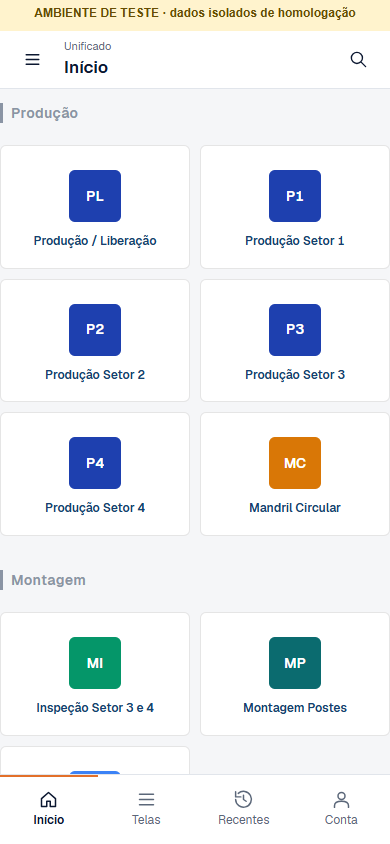 AMBIENTE DE TESTE · dados isolados de homologação
Unificado
Início
Produção
PL
Produção / Liberação
P1
Produção Setor 1
P2
Produção Setor 2
P3
Produção Setor 3
P4
Produção Setor 4
MC
Mandril Circular
Montagem
MI
Inspeção Setor 3 e 4
MP
Montagem Postes
Início
Telas
Recentes
Conta